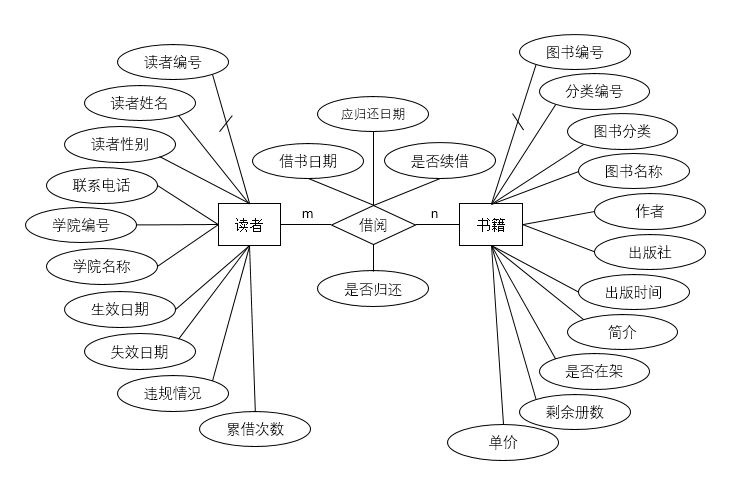 读者编号
读者姓名
读者性别
联系电话
学院编号
学院名称
生效日期
失效日期
违规情况
累借次数
读者
m
应归还日期
借书日期
是否续借
借阅
是否归还
n
书籍
图书编号
分类编号
图书分类
图书名称
作者
出版社
出版时间
简介
是否在架
剩余册数
单价